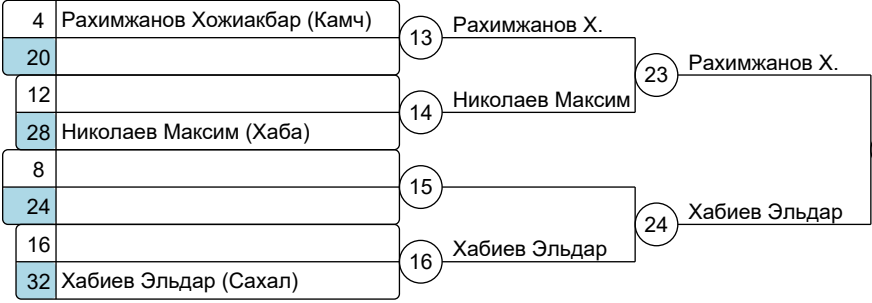 4 Рахимжанов Хожиакбар (Камч)
20
13 Рахимжанов Х.
12
28 Николаев Максим (Хаба)
14 Николаев Максим
23 Рахимжанов Х.
8
24
15
16
32 Хабиев Эльдар (Сахал)
16 Хабиев Эльдар
24 Хабиев Эльдар